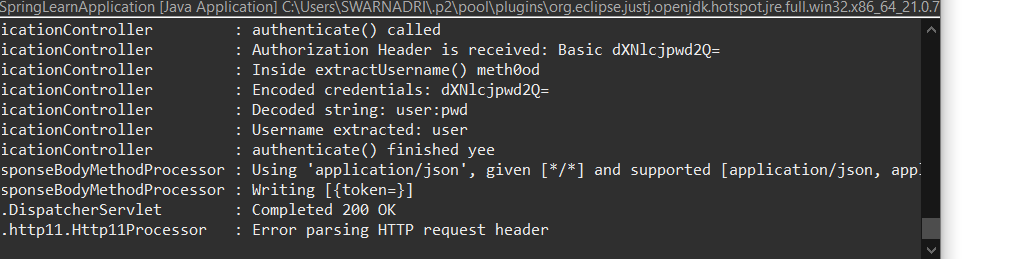 SpringLearnApplication [Java Application] C:\Users\SWARNADRI\.p2\pool\plugins\org.eclipse.justj.openjdk.hotspot.jre.full.win32.x86_64_21.0.7
icationController : authenticate() called
icationController : Authorization Header is received: Basic dXNlcjpwd2Q=
icationController : Inside extractUsername() meth0od
icationController : Encoded credentials: dXNlcjpwd2Q=
icationController : Decoded string: user:pwd
icationController : Username extracted: user
icationController : authenticate() finished yee
sponseBodyMethodProcessor : Using 'application/json', given [*/*] and supported [application/json, appl
sponseBodyMethodProcessor : Writing [{token=}]
.DispatcherServlet : Completed 200 OK
.http11.Http11Processor : Error parsing HTTP request header